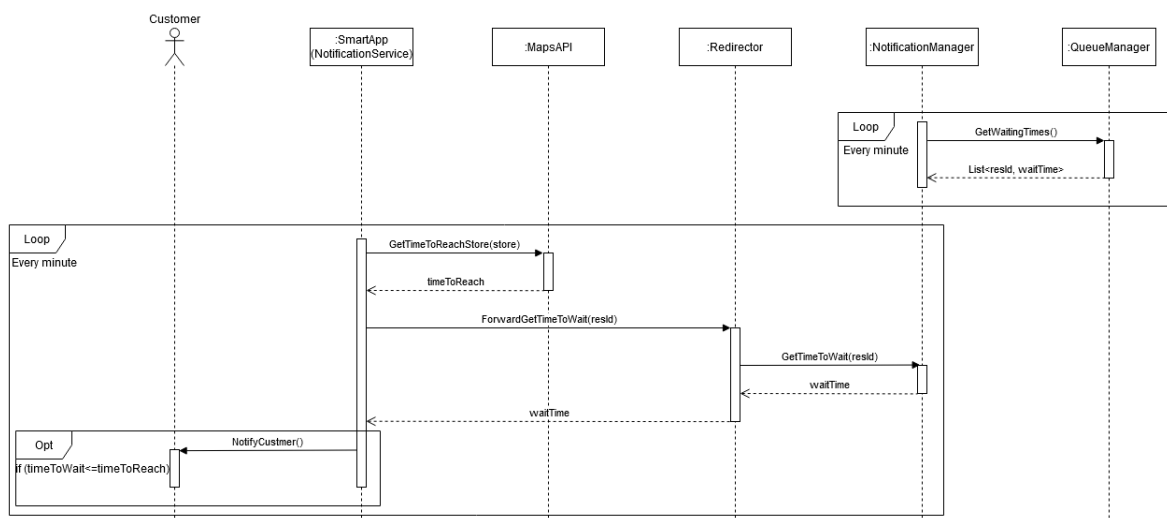 Customer
:SmartApp
(NotificationService)
:MapsAPI
:Redirector
:NotificationManager
:QueueManager
Loop
Every minute
GetWaitingTimes()
List<resId, waitTime>
Loop
Every minute
GetTimeToReachStore(store)
timeToReach
ForwardGetTimeToWait(resId)
GetTimeToWait(resId)
waitTime
waitTime
Opt
if (timeToWait<=timeToReach)
NotifyCustmer()